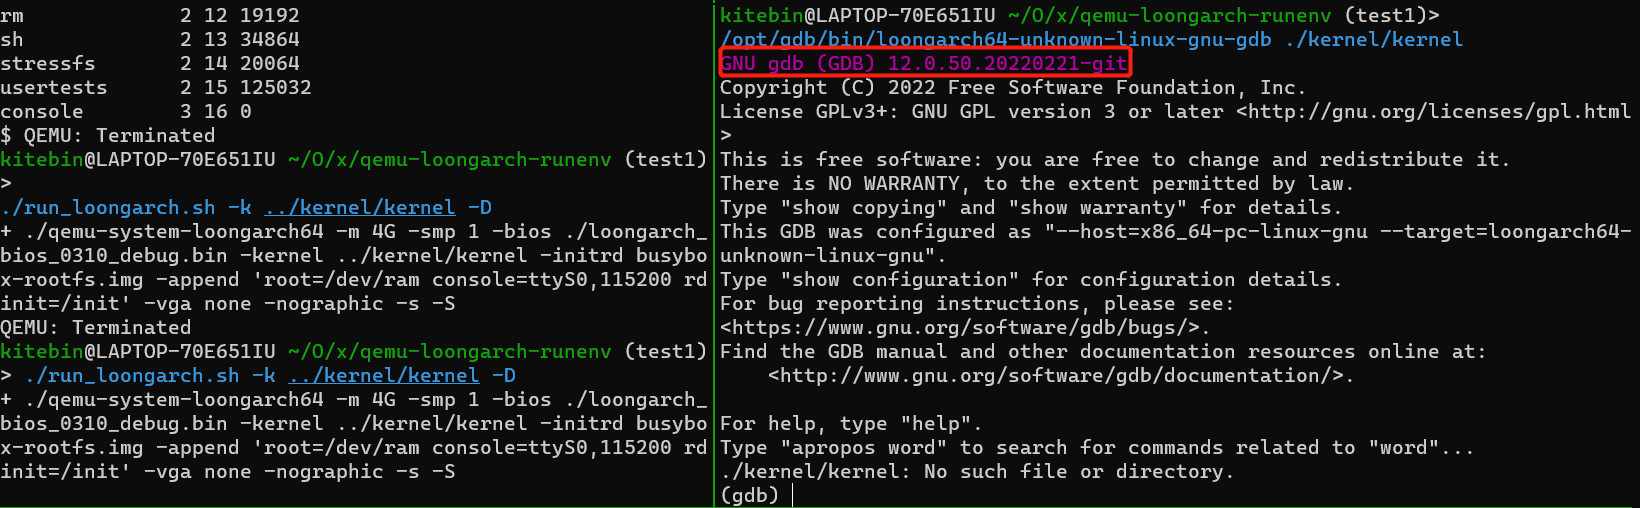 rm             2 12 19192
sh             2 13 34864
stressfs       2 14 20064
usertests      2 15 125032
console        3 16 0
$ QEMU: Terminated
kitebin@LAPTOP-70E651IU ~/O/x/qemu-loongarch-runenv (test1)
>
./run_loongarch.sh -k ../kernel/kernel -D
+ ./qemu-system-loongarch64 -m 4G -smp 1 -bios ./loongarch_
bios_0310_debug.bin -kernel ../kernel/kernel -initrd busybo
x-rootfs.img -append 'root=/dev/ram console=ttyS0,115200 rd
init=/init' -vga none -nographic -s -S
QEMU: Terminated
kitebin@LAPTOP-70E651IU ~/O/x/qemu-loongarch-runenv (test1)
> ./run_loongarch.sh -k ../kernel/kernel -D
+ ./qemu-system-loongarch64 -m 4G -smp 1 -bios ./loongarch_
bios_0310_debug.bin -kernel ../kernel/kernel -initrd busybo
x-rootfs.img -append 'root=/dev/ram console=ttyS0,115200 rd
init=/init' -vga none -nographic -s -S
kitebin@LAPTOP-70E651IU ~/O/x/qemu-loongarch-runenv (test1)>
/opt/gdb/bin/loongarch64-unknown-linux-gnu-gdb ./kernel/kernel
GNU gdb (GDB) 12.0.50.20220221-git
Copyright (C) 2022 Free Software Foundation, Inc.
License GPLv3+: GNU GPL version 3 or later <http://gnu.org/licenses/gpl.html
>
This is free software: you are free to change and redistribute it.
There is NO WARRANTY, to the extent permitted by law.
Type "show copying" and "show warranty" for details.
This GDB was configured as "--host=x86_64-pc-linux-gnu --target=loongarch64-
unknown-linux-gnu".
Type "show configuration" for configuration details.
For bug reporting instructions, please see:
<https://www.gnu.org/software/gdb/bugs/>.
Find the GDB manual and other documentation resources online at:
    <http://www.gnu.org/software/gdb/documentation/>.
For help, type "help".
Type "apropos word" to search for commands related to "word"...
./kernel/kernel: No such file or directory.
(gdb)